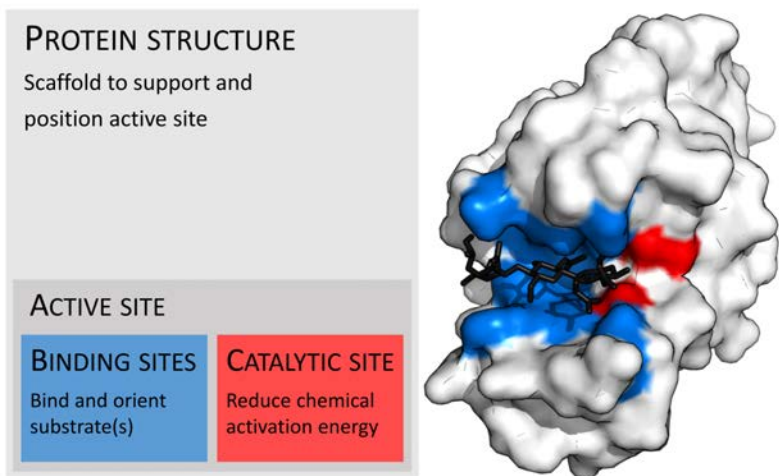 PROTEIN STRUCTURE
Scaffold to support and
position active site
ACTIVE SITE
BINDING SITES
Bind and orient
substrate(s)
CATALYTIC SITE
Reduce chemical
activation energy